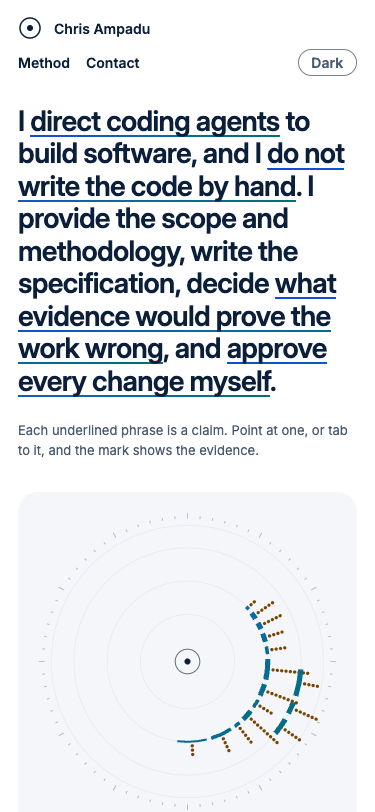 Chris Ampadu
Method Contact Dark
I direct coding agents to
build software, and I do not
write the code by hand. I
provide the scope and
methodology, write the
specification, decide what
evidence would prove the
work wrong, and approve
every change myself.
Each underlined phrase is a claim. Point at one, or tab
to it, and the mark shows the evidence.